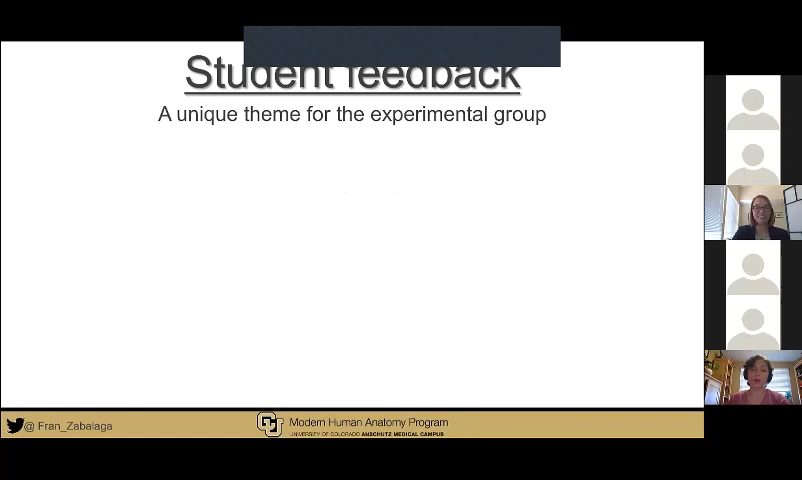 Student feedback
A unique theme for the experimental group
@ Fran_Zabalaga
Modern Human Anatomy Program
UNIVERSITY OF COLORADO ANSCHUTZ MEDICAL CAMPUS